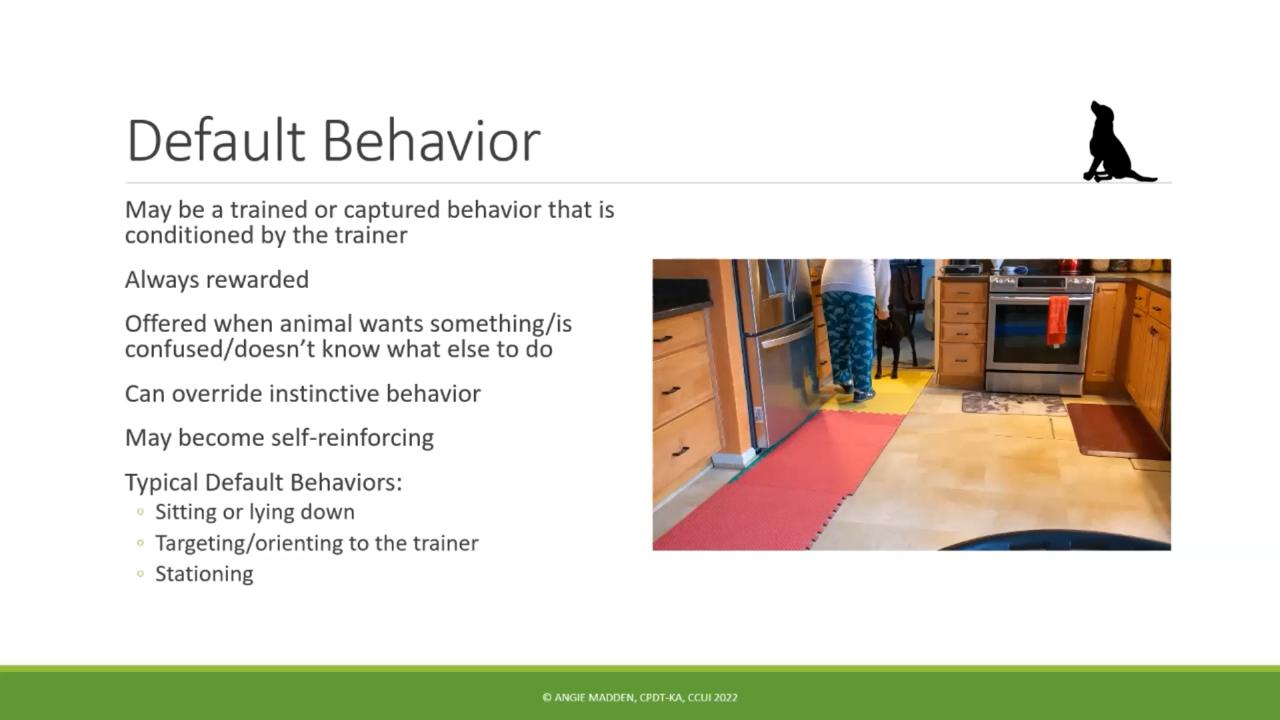 Default Behavior
May be a trained or captured behavior that is
conditioned by the trainer
Always rewarded
Offered when animal wants something/is
confused/doesn’t know what else to do
Can override instinctive behavior
May become self-reinforcing
Typical Default Behaviors:
◦ Sitting or lying down
◦ Targeting/orienting to the trainer
◦ Stationing
© ANGIE MADDEN, CPDT-KA, CCUI 2022